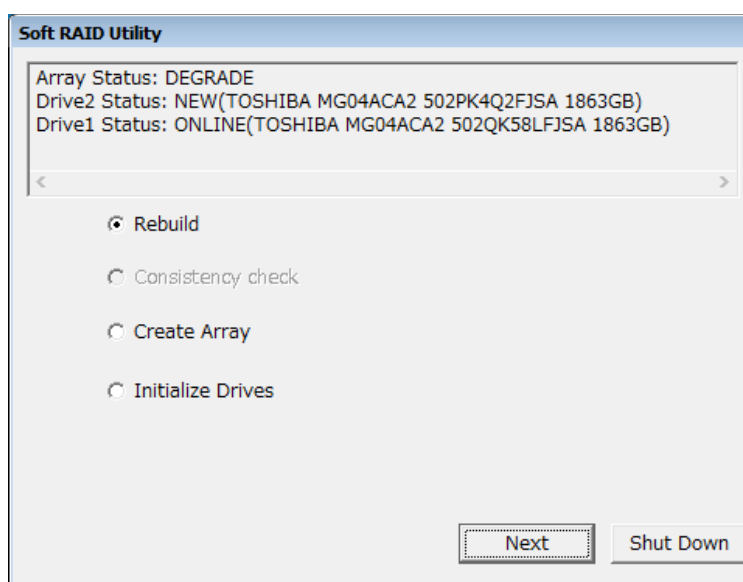 Soft RAID Utility
Array Status: DEGRADE
Drive2 Status: NEW(TOSHIBA MG04ACA2 502PK4Q2FJSA 1863GB)
Drive1 Status: ONLINE(TOSHIBA MG04ACA2 502QK58LFJSA 1863GB)
Rebuild
Consistency check
Create Array
Initialize Drives
Next
Shut Down